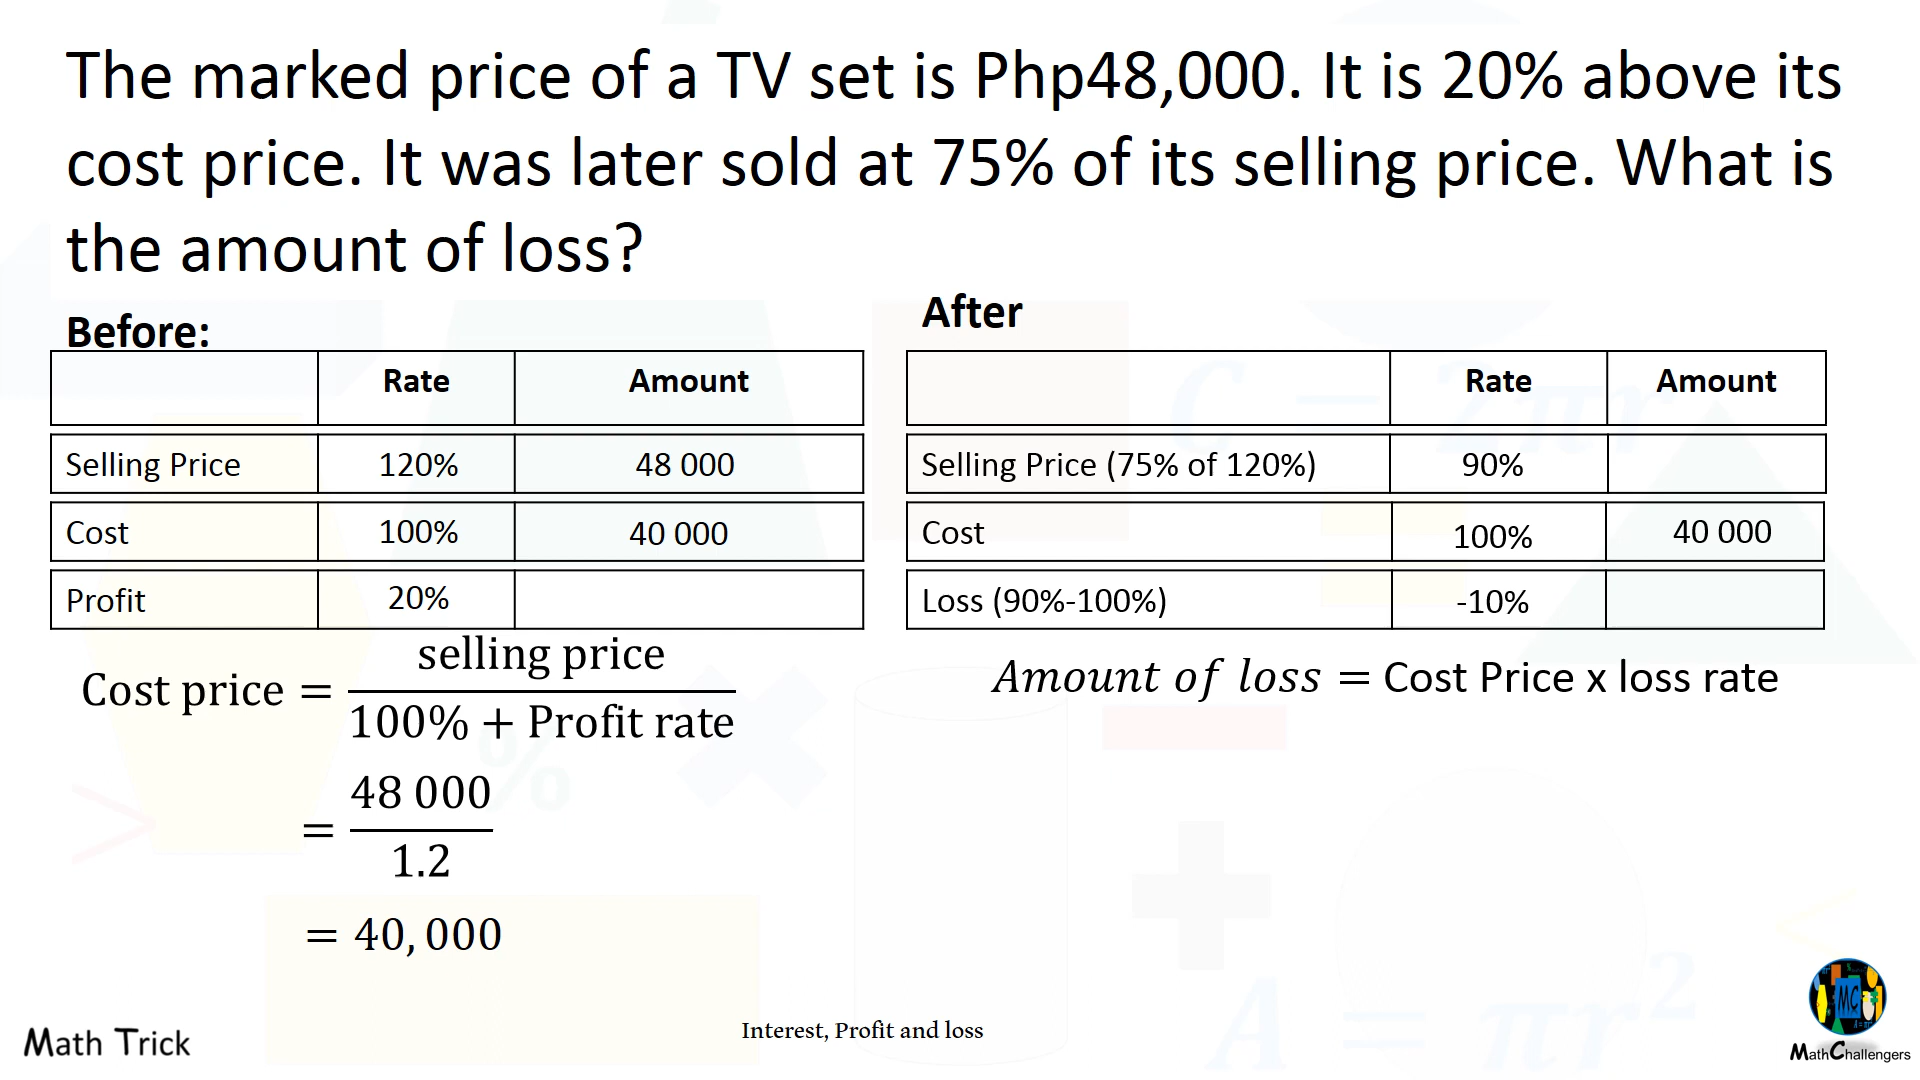 The marked price of a TV set is Php48,000. It is 20% above its
cost price. It was later sold at 75% of its selling price. What is
the amount of loss?
Before:
Rate Amount
Selling Price 120% 48 000
Cost 100% 40 000
Profit 20%
Cost price = selling price / 100% + Profit rate
= 48 000 / 1.2
= 40,000
After
Rate Amount
Selling Price (75% of 120%) 90%
Cost 100% 40 000
Loss (90%-100%) -10%
Amount of loss = Cost Price x loss rate
C = 2πr
%
A = πr²
Math Trick
Interest, Profit and loss
MC
MathChallengers